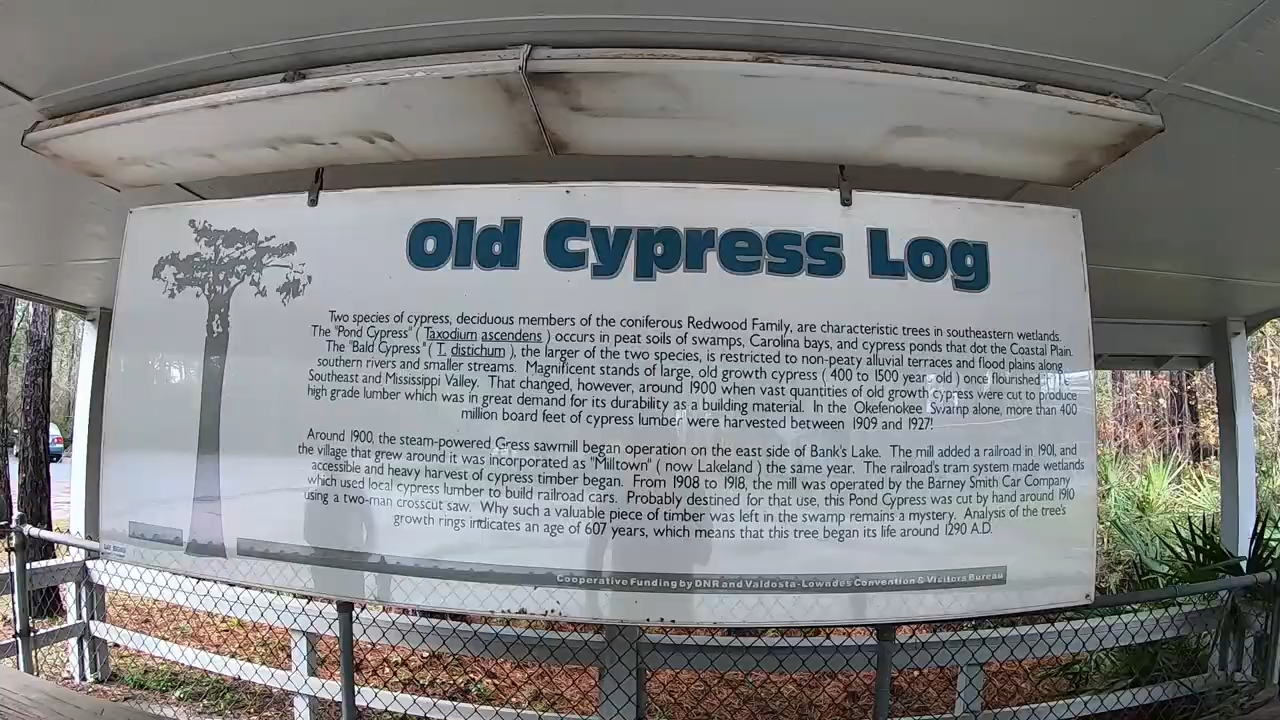 Old Cypress Log
Two species of cypress, deciduous members of the coniferous Redwood Family, are characteristic trees in southeastern wetlands.
The "Pond Cypress" ( Taxodium ascendens ) occurs in peat soils of swamps, Carolina bays, and cypress ponds that dot the Coastal Plain.
The "Bald Cypress" ( T. distichum ), the larger of the two species, is restricted to non-peaty alluvial terraces and flood plains along
southern rivers and smaller streams. Magnificent stands of large, old growth cypress ( 400 to 1500 years old ) once flourished
Southeast and Mississippi Valley. That changed, however, around 1900 when vast quantities of old growth cypress were cut to produce
high grade lumber which was in great demand for its durability as a building material. In the Okefenokee Swamp alone, more than 400
million board feet of cypress lumber were harvested between 1909 and 1927!
Around 1900, the steam-powered Gress sawmill began operation on the east side of Bank's Lake. The mill added a railroad in 1901, and
the village that grew around it was incorporated as "Milltown" ( now Lakeland ) the same year. The railroad's tram system made wetlands
accessible and heavy harvest of cypress timber began. From 1908 to 1918, the mill was operated by the Barney Smith Car Company
which used local cypress lumber to build railroad cars. Probably destined for that use, this Pond Cypress was cut by hand around 1910
using a two-man crosscut saw. Why such a valuable piece of timber was left in the swamp remains a mystery. Analysis of the tree's
growth rings indicates an age of 607 years, which means that this tree began its life around 1290 A.D.
Cooperative Funding by DNR and Valdosta-Lowndes Convention & Visitors Bureau